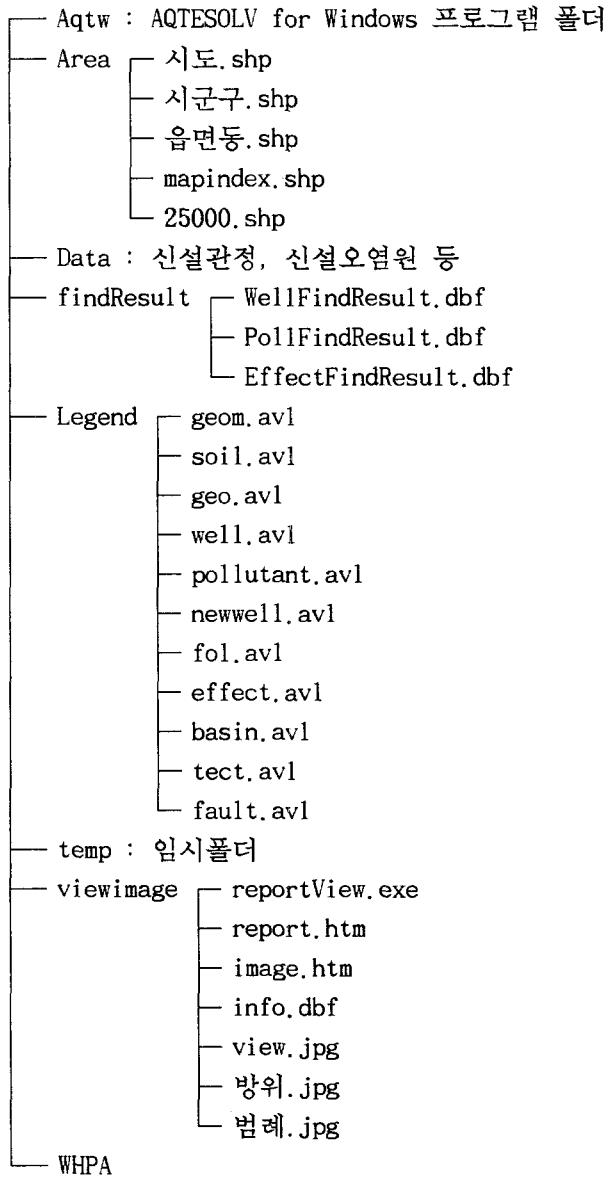 Aqtw : AQTESOLV for Windows 프로그램 폴더
Area 시도.shp
시군구.shp
읍면동.shp
mapindex.shp
25000.shp
Data : 신설관정, 신설오염원 등
findResult WellFindResult.dbf
PollFindResult.dbf
EffectFindResult.dbf
Legend geom.avl
soil.avl
geo.avl
well.avl
pollutant.avl
newwell.avl
fol.avl
effect.avl
basin.avl
tect.avl
fault.avl
temp : 임시폴더
viewimage reportView.exe
report.htm
image.htm
info.dbf
view.jpg
방위.jpg
범례.jpg
WHPA